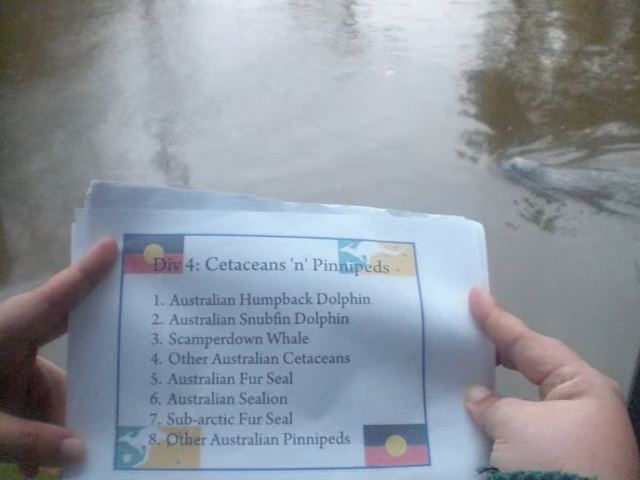 Div 4: Cetaceans 'n' Pinnipeds
1. Australian Humpback Dolphin
2. Australian Snubfin Dolphin
3. Scamperdown Whale
4. Other Australian Cetaceans
5. Australian Fur Seal
6. Australian Sealion
7. Sub-arctic Fur Seal
8. Other Australian Pinnipeds